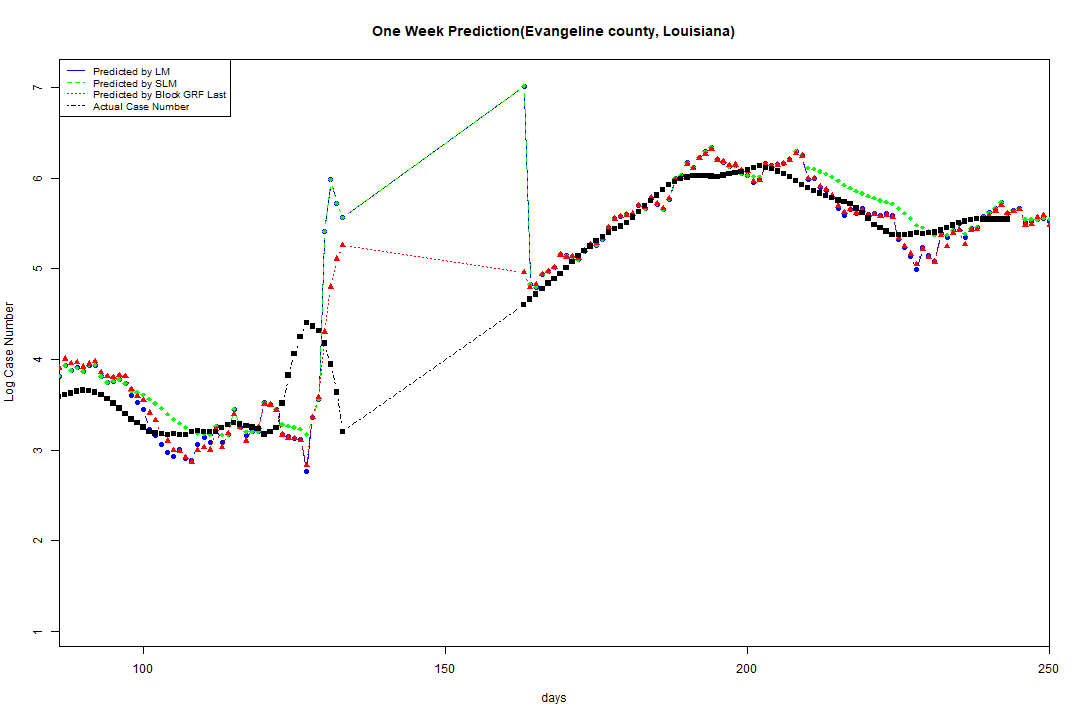 One Week Prediction(Evangeline county, Louisiana)
Predicted by LM
Predicted by SLM
Predicted by Block GRF Last
Actual Case Number
7
6
5
4
3
2
1
Log Case Number
100
150
200
250
days